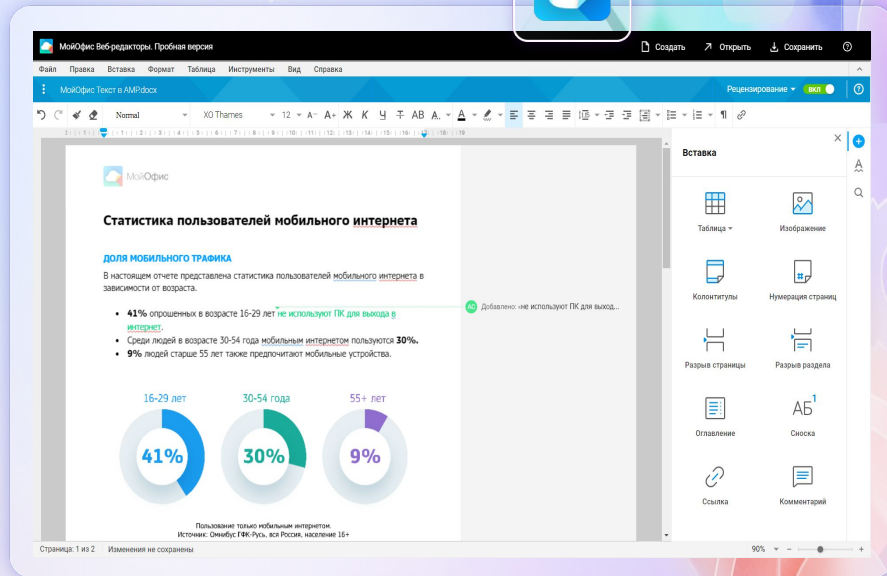 МойОфис Веб-редакторы. Пробная версия
Создать Открыть Сохранить
Файл Правка Вставка Формат Таблица Инструменты Вид Справка
МойОфис Текст в AMP.docx
Рецензирование ВКЛ
Normal XO Thames 12 A− A+ Ж К Ч Т АВ А. А
МойОфис
Статистика пользователей мобильного интернета
ДОЛЯ МОБИЛЬНОГО ТРАФИКА
В настоящем отчете представлена статистика пользователей мобильного интернета в
зависимости от возраста.
• 41% опрошенных в возрасте 16-29 лет не используют ПК для выхода в
интернет.
• Среди людей в возрасте 30-54 года мобильным интернетом пользуются 30%.
• 9% людей старше 55 лет также предпочитают мобильные устройства.
АС Добавлено: «не используют ПК для выход...
16-29 лет 30-54 года 55+ лет
41% 30% 9%
Пользование только мобильным интернетом.
Источник: Омнибус ГФК-Русь, вся Россия, население 16+
Вставка
Таблица Изображение
Колонтитулы Нумерация страниц
Разрыв страницы Разрыв раздела
АБ1
Оглавление Сноска
Ссылка Комментарий
Страница: 1 из 2 Изменения не сохранены
90% − +